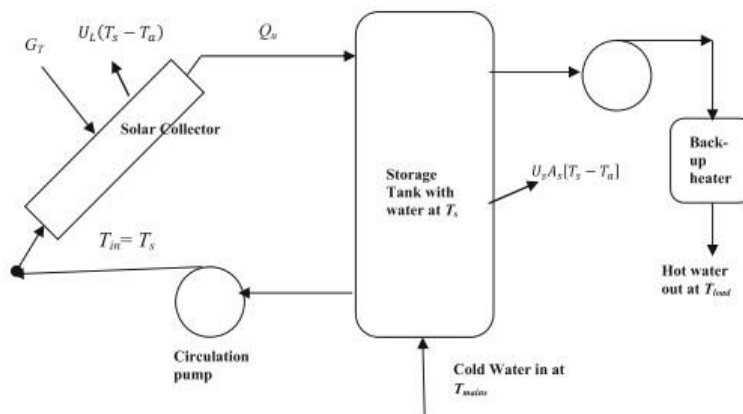 G_T
U_L(T_s − T_a)
Q_u
Solar Collector
T_in= T_s
Circulation
pump
Storage
Tank with
water at T_s
U_sA_s[T_s − T_a]
Cold Water in at
T_mains
Back-
up
heater
Hot water
out at T_load